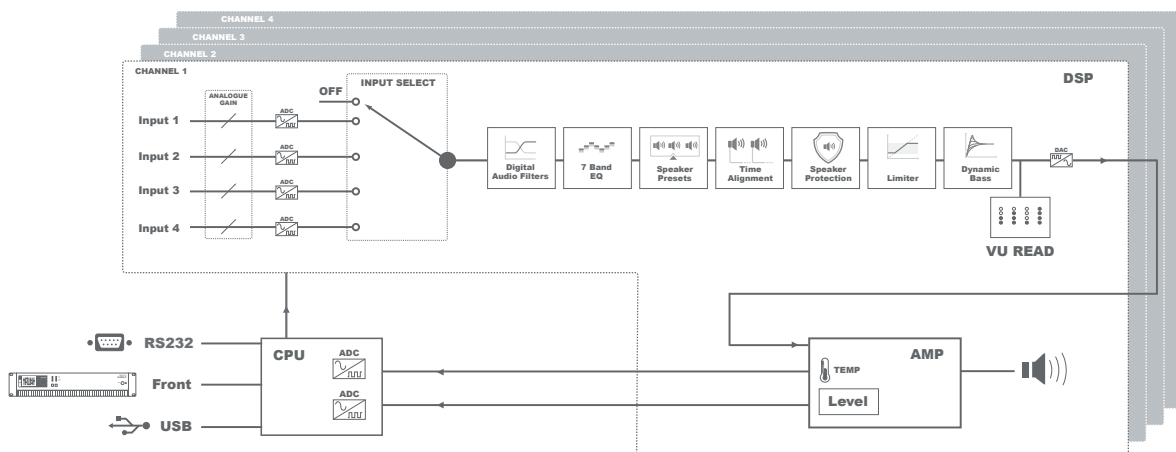 CHANNEL 4
CHANNEL 3
CHANNEL 2
CHANNEL 1
DSP
INPUT SELECT
OFF
ANALOGUE
GAIN
ADC
Input 1
ADC
Input 2
ADC
Input 3
ADC
Input 4
Digital
Audio Filters
7 Band
EQ
Speaker
Presets
Time
Alignment
Speaker
Protection
Limiter
Dynamic
Bass
DAC
VU READ
RS232
Front
USB
CPU
ADC
ADC
AMP
TEMP
Level